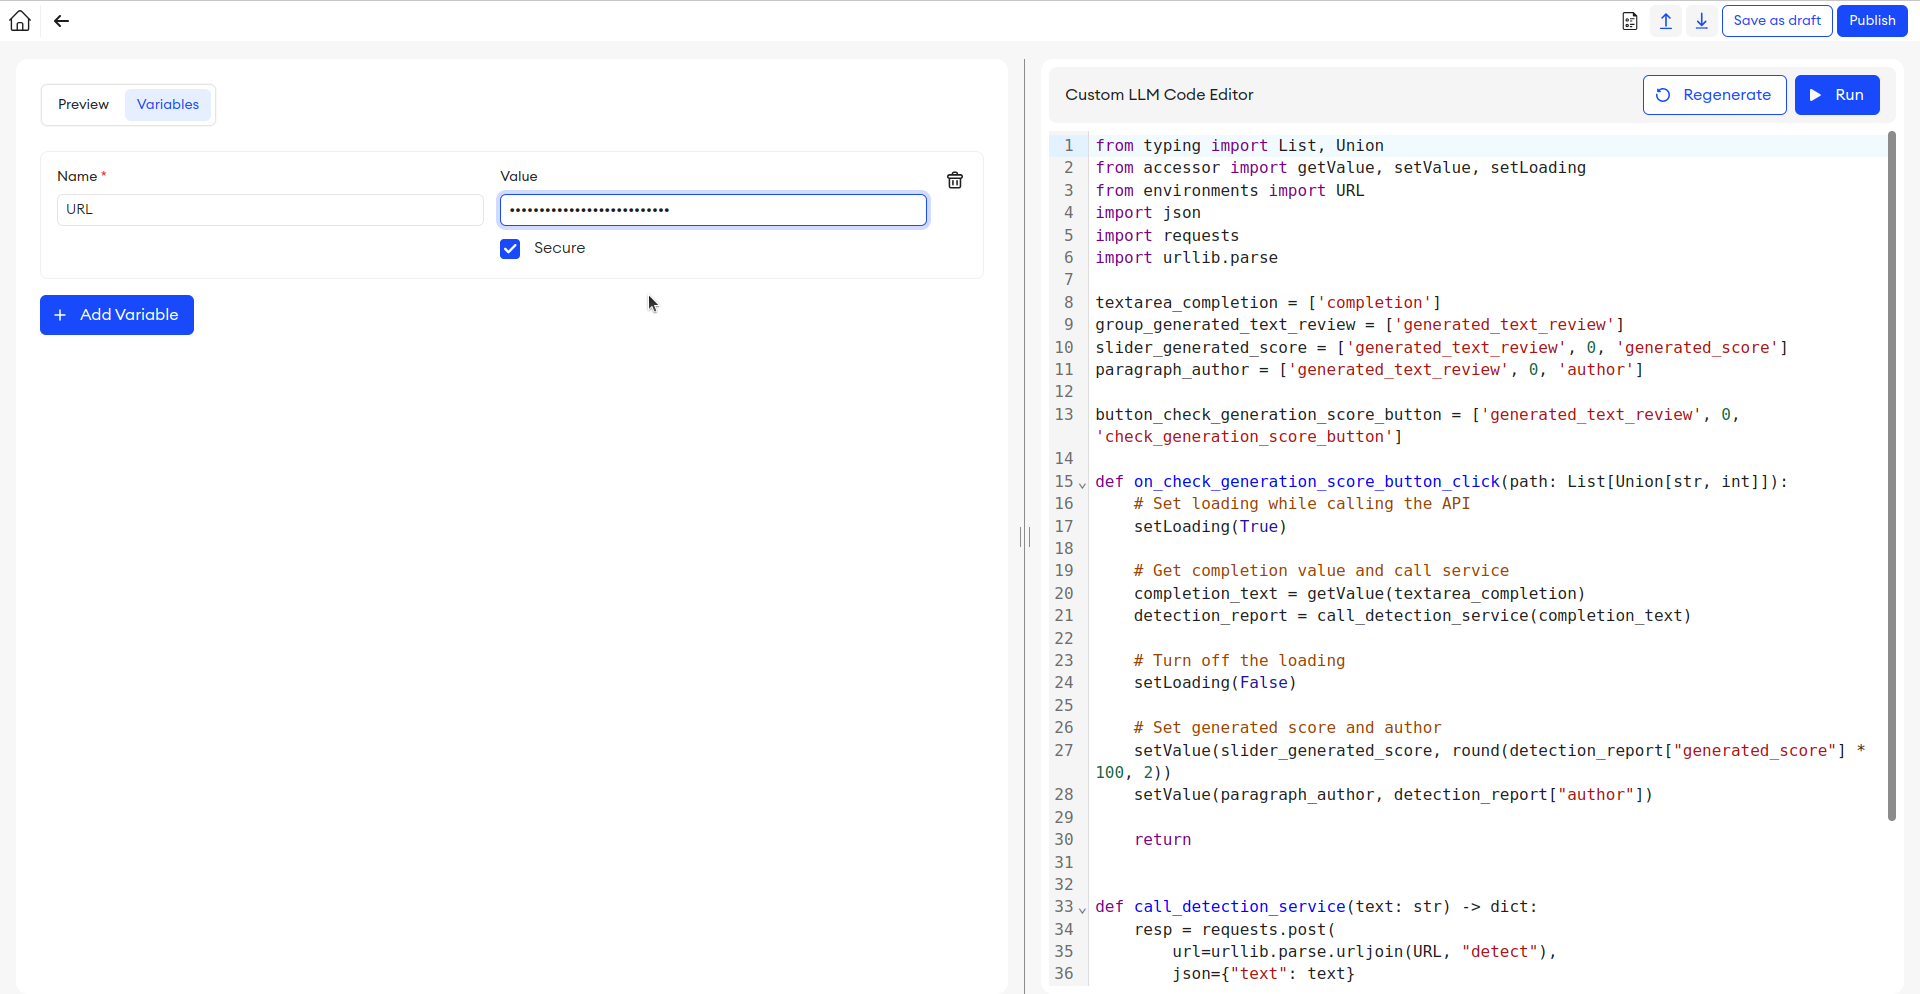 Save as draft
Publish
Preview
Variables
Name *
Value
URL
•••••••••••••••••••••••••••
Secure
+ Add Variable
Custom LLM Code Editor
Regenerate
Run
1 from typing import List, Union
2 from accessor import getValue, setValue, setLoading
3 from environments import URL
4 import json
5 import requests
6 import urllib.parse
7
8 textarea_completion = ['completion']
9 group_generated_text_review = ['generated_text_review']
10 slider_generated_score = ['generated_text_review', 0, 'generated_score']
11 paragraph_author = ['generated_text_review', 0, 'author']
12
13 button_check_generation_score_button = ['generated_text_review', 0,
'check_generation_score_button']
14
15 def on_check_generation_score_button_click(path: List[Union[str, int]]):
16 # Set loading while calling the API
17 setLoading(True)
18
19 # Get completion value and call service
20 completion_text = getValue(textarea_completion)
21 detection_report = call_detection_service(completion_text)
22
23 # Turn off the loading
24 setLoading(False)
25
26 # Set generated score and author
27 setValue(slider_generated_score, round(detection_report["generated_score"] *
100, 2))
28 setValue(paragraph_author, detection_report["author"])
29
30 return
31
32
33 def call_detection_service(text: str) -> dict:
34 resp = requests.post(
35 url=urllib.parse.urljoin(URL, "detect"),
36 json={"text": text}